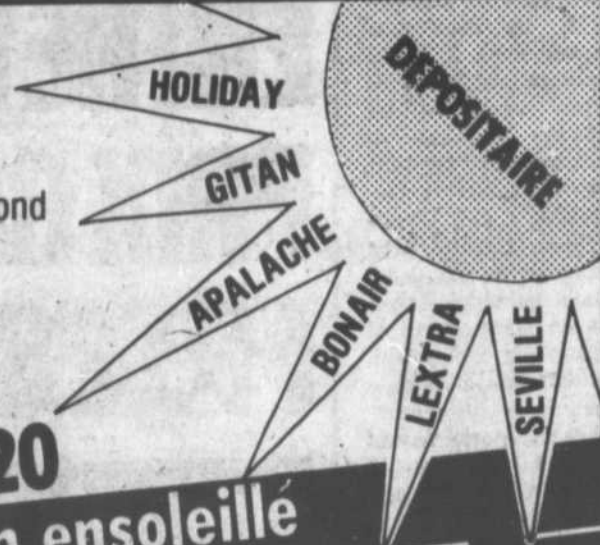 DEPOSITAIRE
HOLIDAY
GITAN
ond
APALACHE
BONAIR
LEXTRA
SEVILLE
20
n ensoleillé